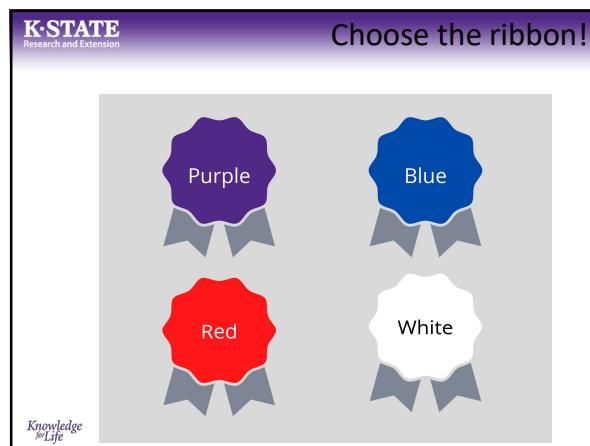 K·STATE
Research and Extension
Choose the ribbon!
Purple
Blue
Red
White
Knowledge
for Life